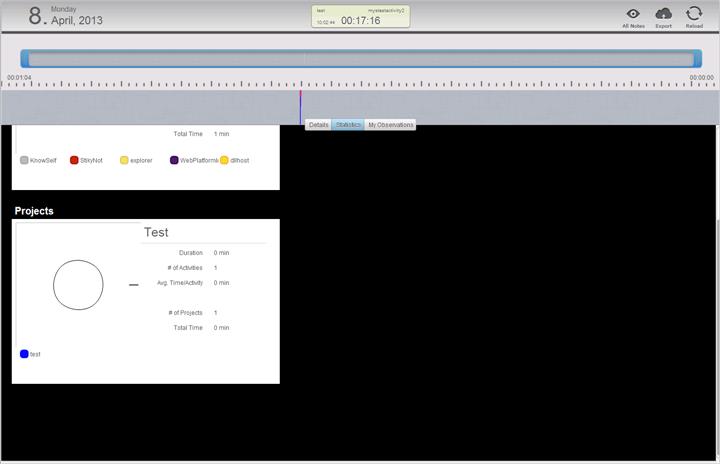 8. Monday
April, 2013
test mystestactivity2
10:02:44 00:17:16
All Notes Export Reload
00:01:04 00:00:00
Details Statistics My Observations
Total Time 1 min
KnowSelf StikyNot explorer WebPlatformI dllhost
Projects
Test
Duration 0 min
# of Activities 1
Avg. Time/Activity 0 min
# of Projects 1
Total Time 0 min
test